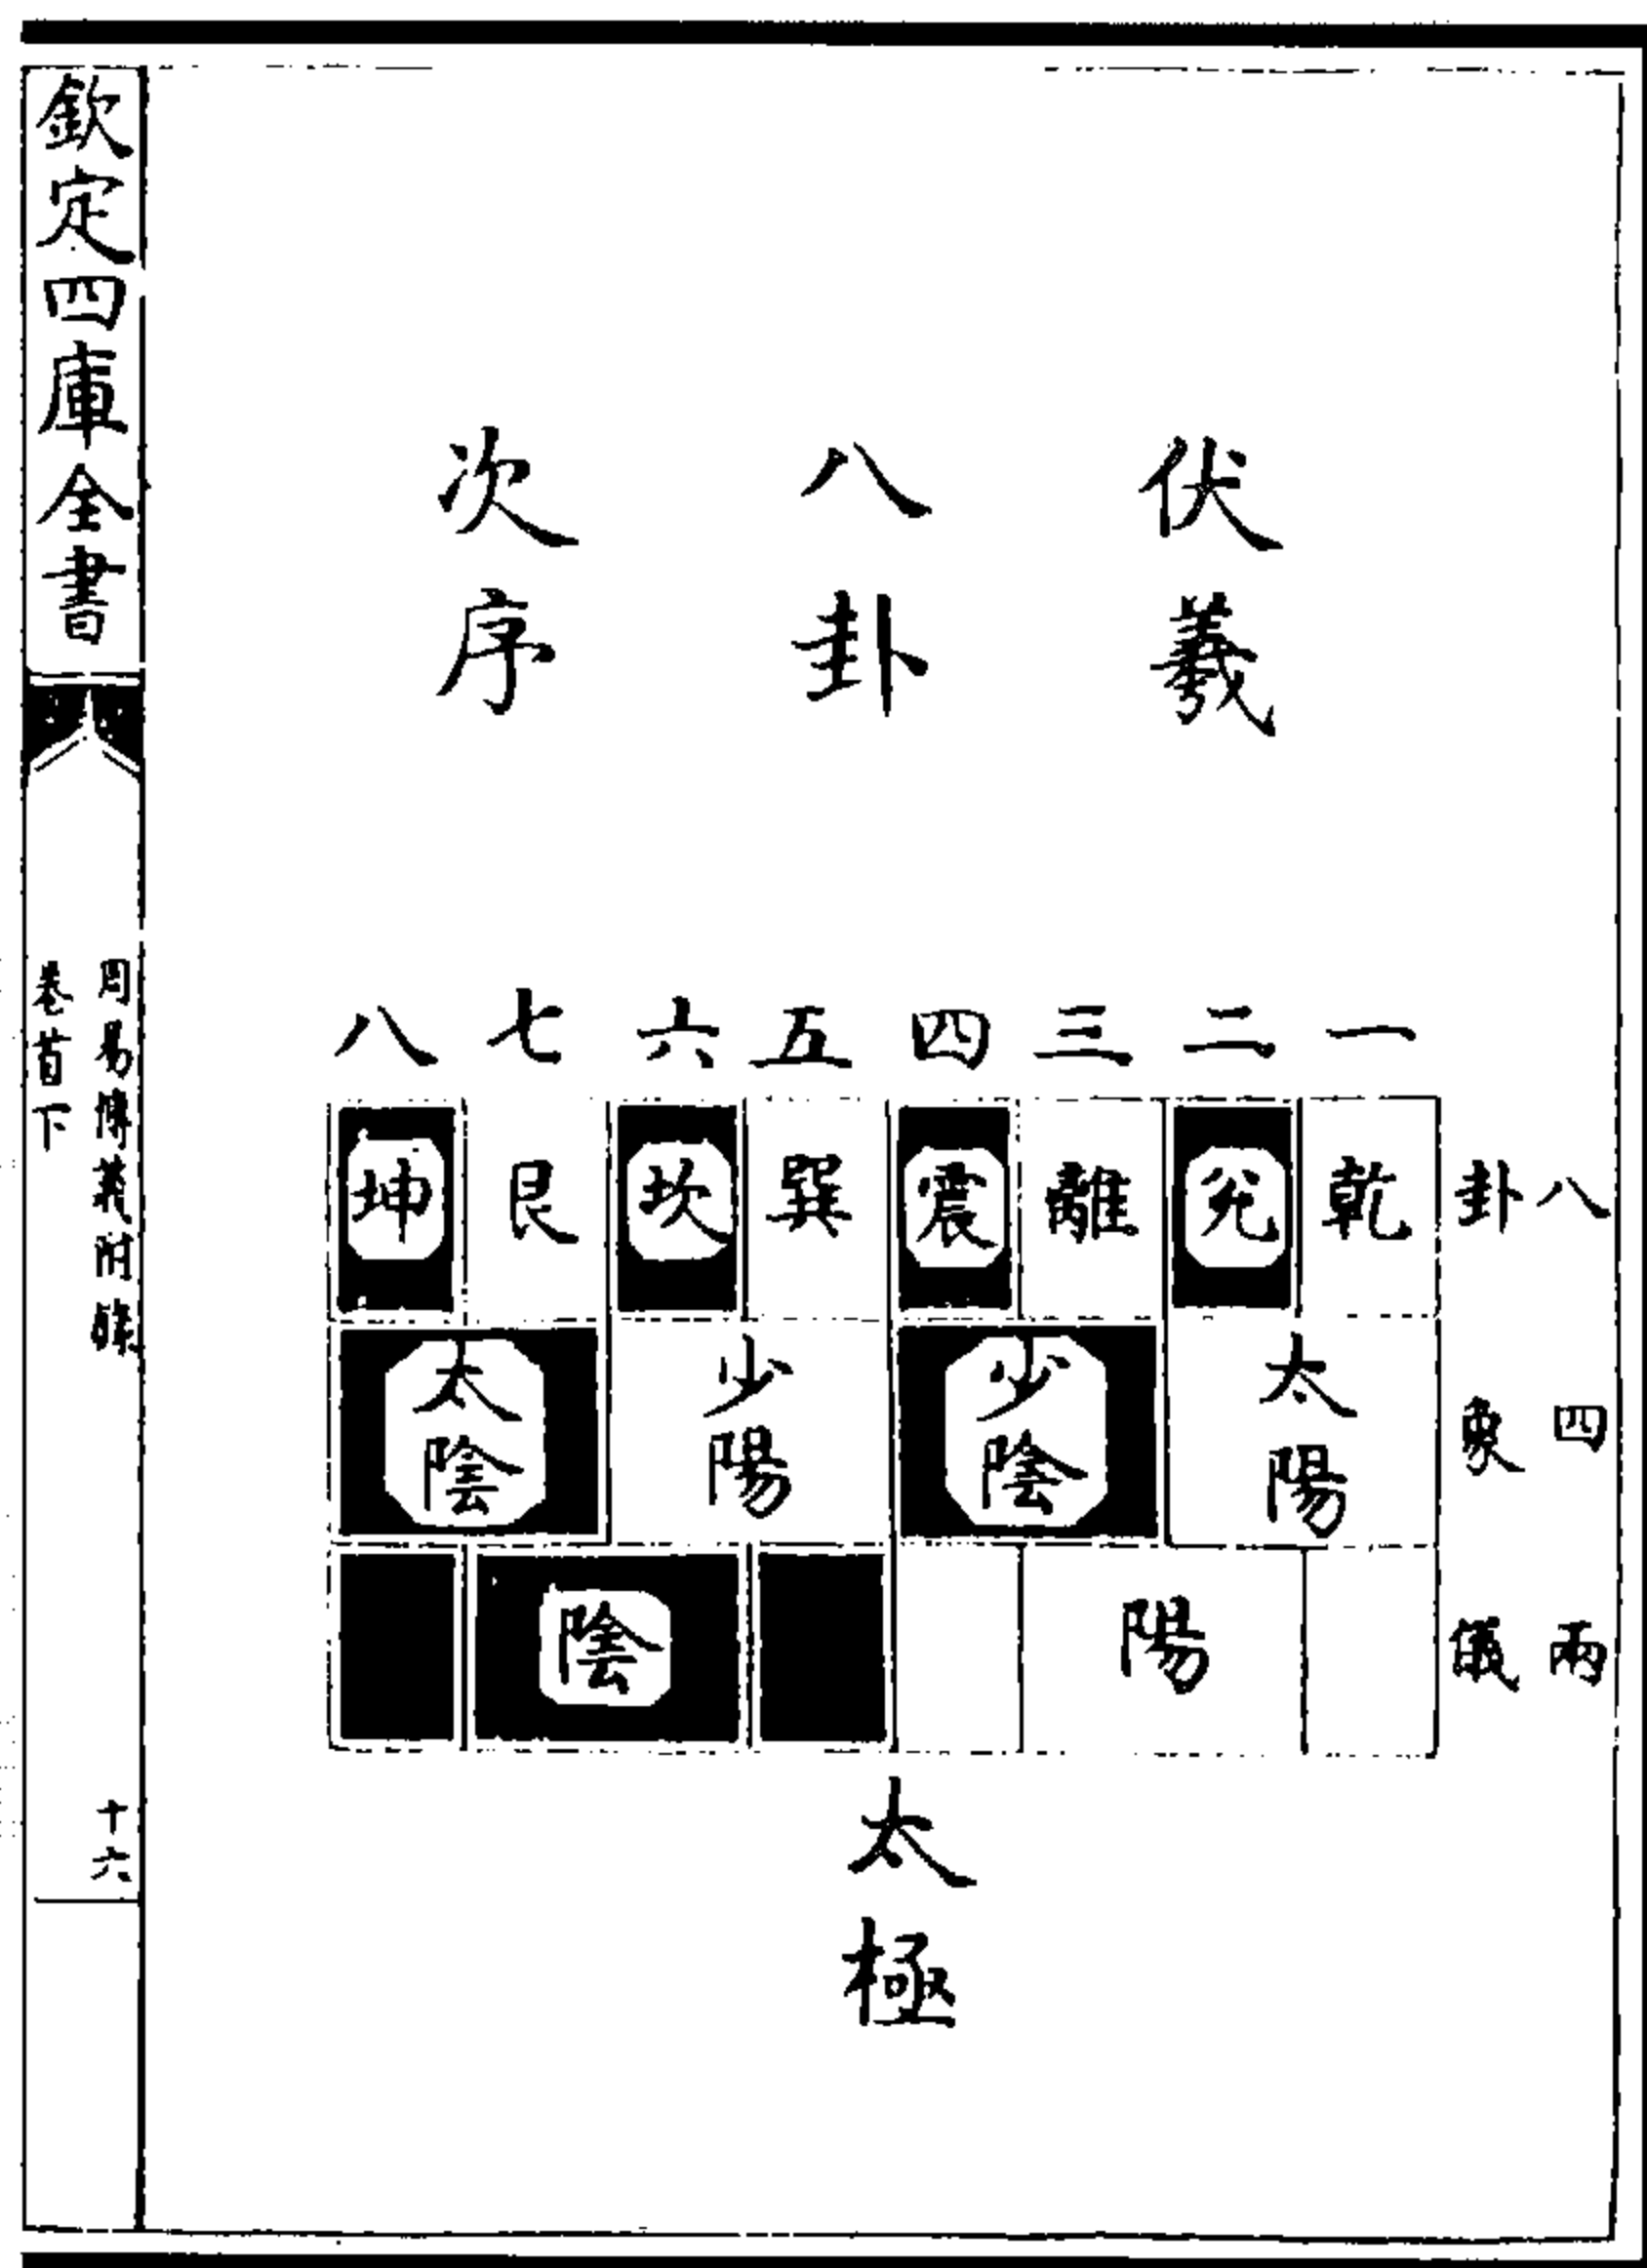 伏羲
八卦
次序
一 二 三 四 五 六 七 八
八卦
乾 兌 離 震 巽 坎 艮 坤
四象
太陽 少陰 少陽 太陰
兩儀
陽 陰
太極
欽定四庫全書
周易傳義附錄
卷首下
十六